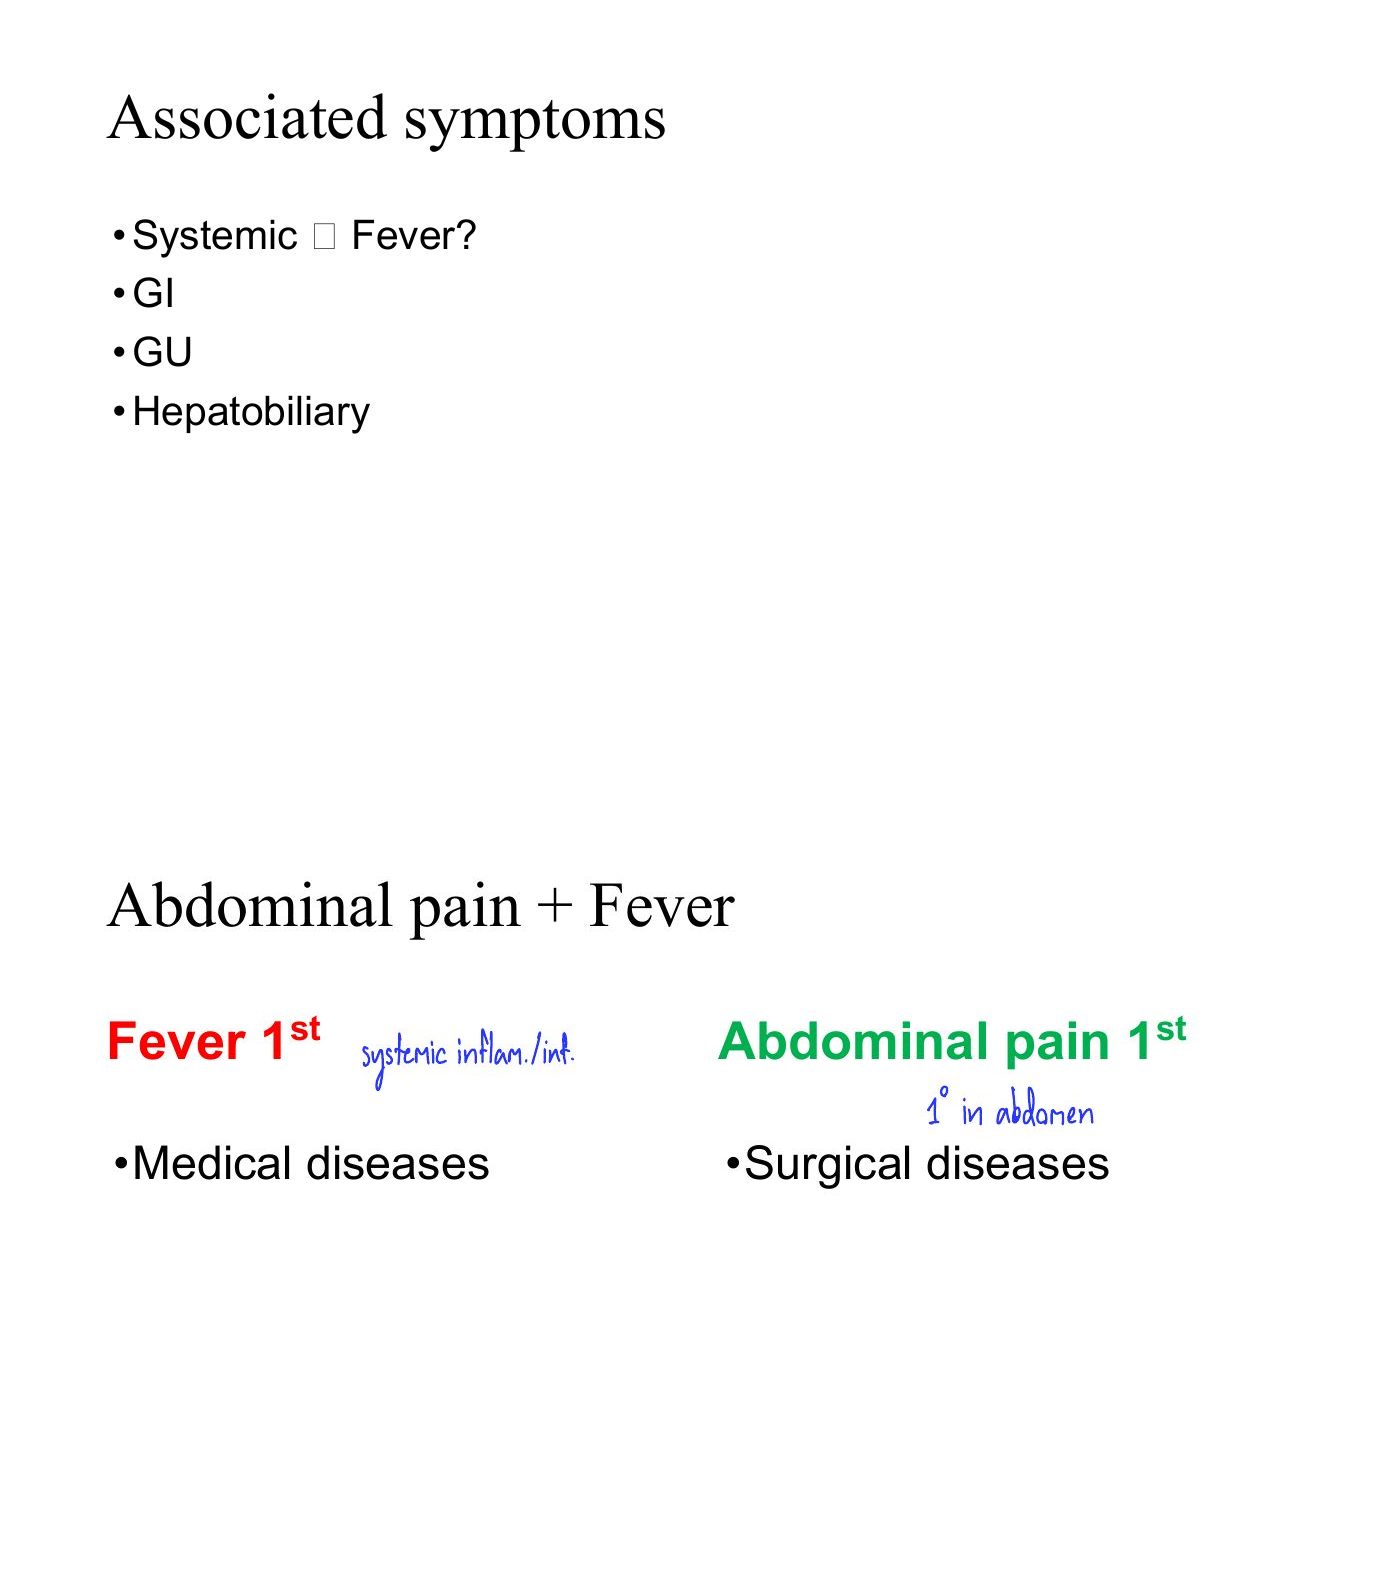 Associated symptoms
• Systemic □ Fever?
• GI
• GU
• Hepatobiliary
Abdominal pain + Fever
Fever 1st systemic inflam./inf.
Abdominal pain 1st
1° in abdomen
• Medical diseases
• Surgical diseases